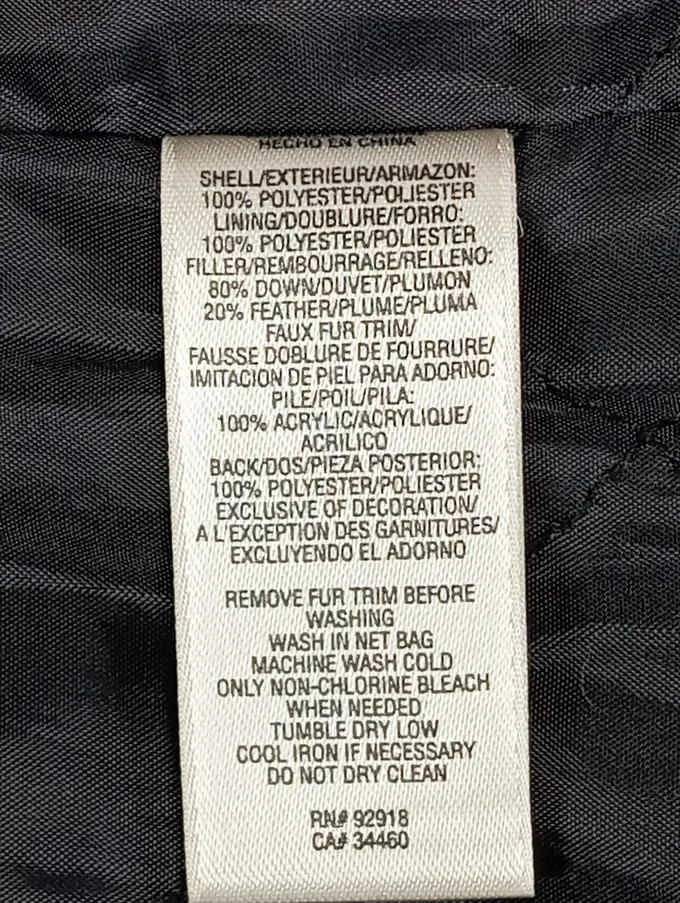 HECHO EN CHINA
SHELL/EXTERIEUR/ARMAZON:
100% POLYESTER/POLIESTER
LINING/DOUBLURE/FORRO:
100% POLYESTER/POLIESTER
FILLER/REMBOURRAGE/RELLENO:
80% DOWN/DUVET/PLUMON
20% FEATHER/PLUME/PLUMA
FAUX FUR TRIM/
FAUSSE DOBLURE DE FOURRURE/
IMITACION DE PIEL PARA ADORNO:
PILE/POIL/PILA:
100% ACRYLIC/ACRYLIQUE/
ACRILICO
BACK/DOS/PIEZA POSTERIOR:
100% POLYESTER/POLIESTER
EXCLUSIVE OF DECORATION/
A L'EXCEPTION DES GARNITURES/
EXCLUYENDO EL ADORNO
REMOVE FUR TRIM BEFORE
WASHING
WASH IN NET BAG
MACHINE WASH COLD
ONLY NON-CHLORINE BLEACH
WHEN NEEDED
TUMBLE DRY LOW
COOL IRON IF NECESSARY
DO NOT DRY CLEAN
RN# 92918
CA# 34460